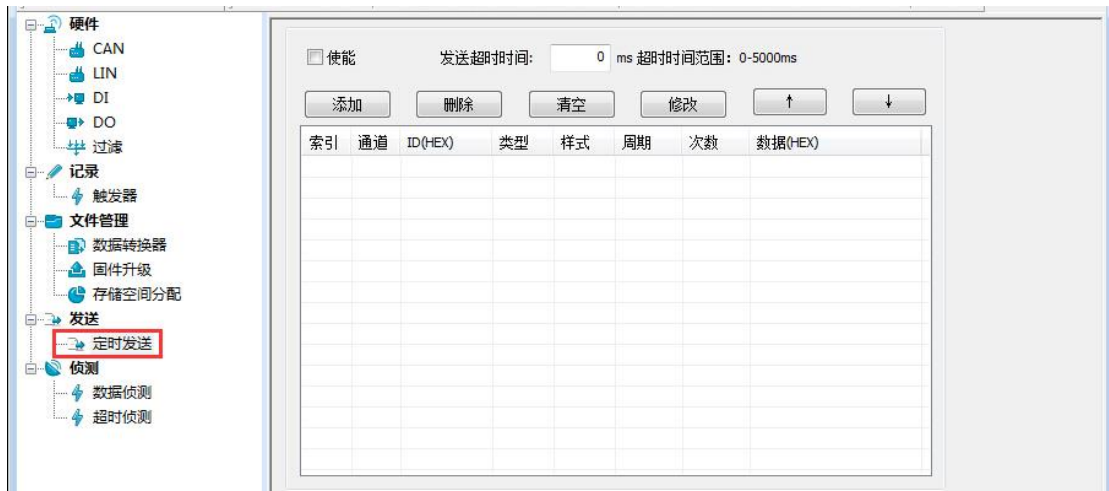 硬件
CAN
LIN
DI
DO
过滤
记录
触发器
文件管理
数据转换器
固件升级
存储空间分配
发送
定时发送
侦测
数据侦测
超时侦测
使能 发送超时时间: 0 ms 超时时间范围：0-5000ms
添加 删除 清空 修改 ↑ ↓
索引 通道 ID(HEX) 类型 样式 周期 次数 数据(HEX)